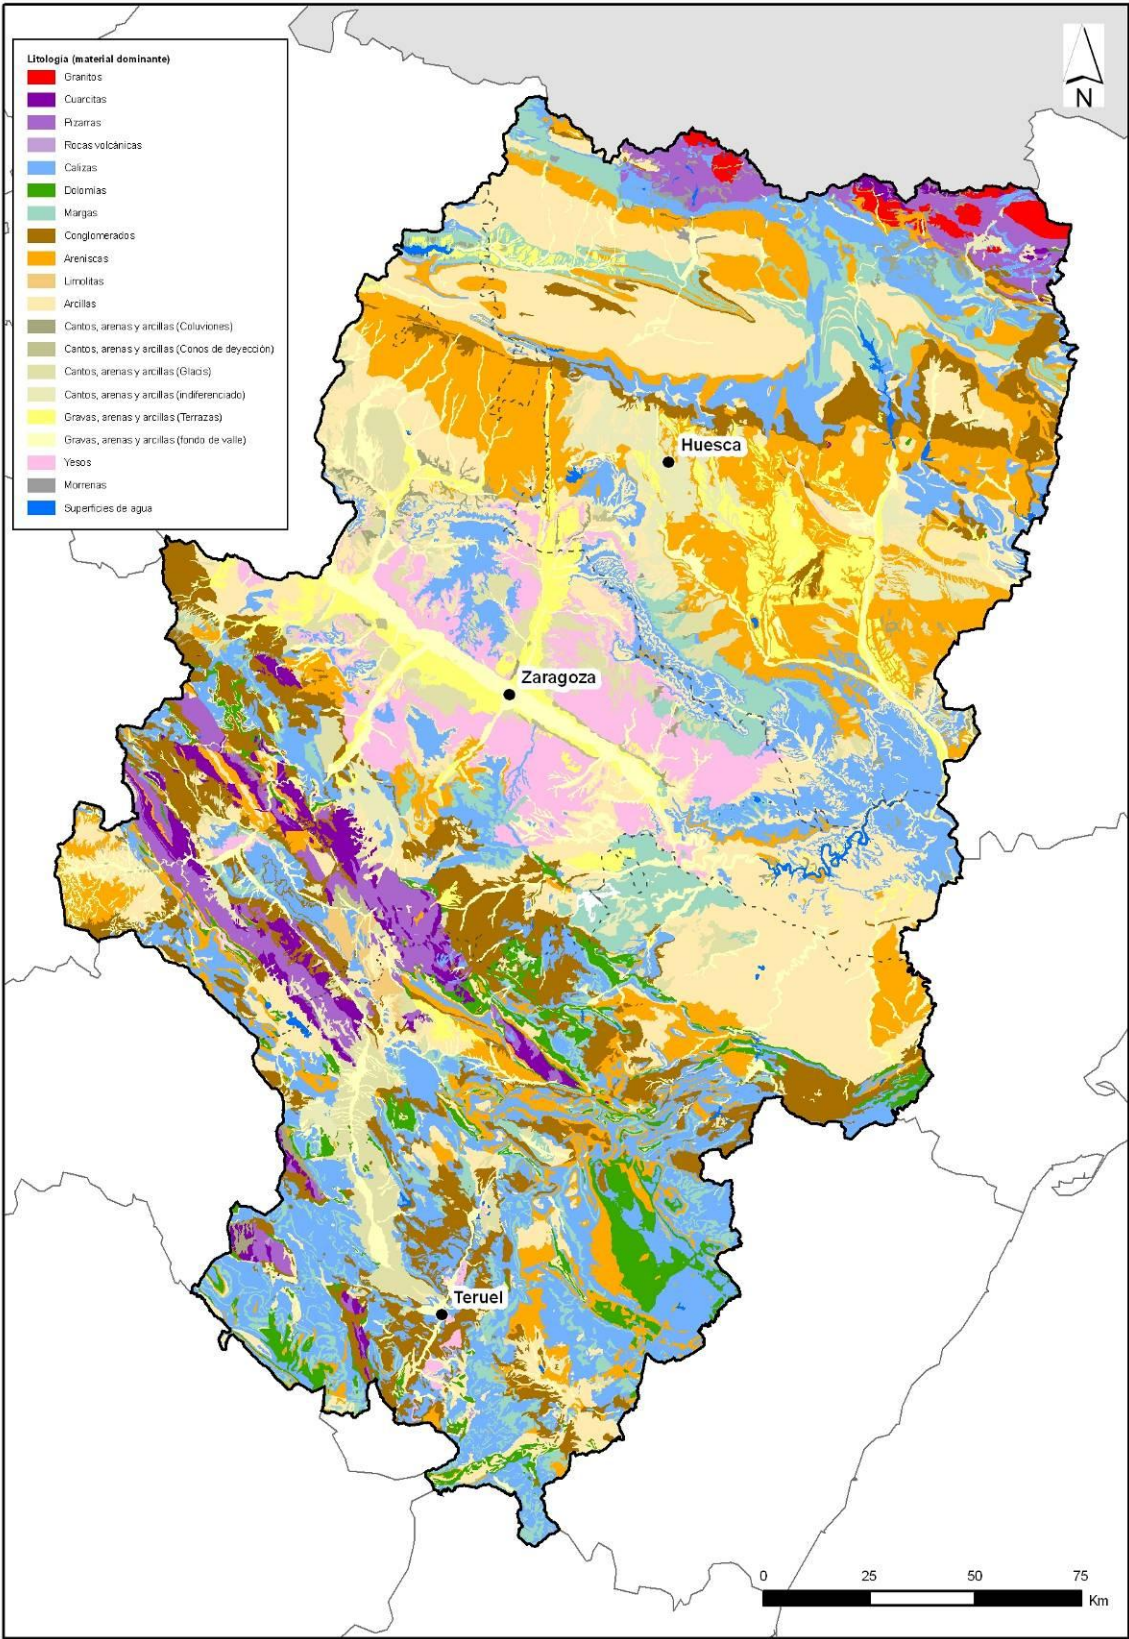 Litología (material dominante)
Granitos
Cuarcitas
Pizarras
Rocas volcánicas
Calizas
Dolomias
Margas
Conglomerados
Areniscas
Limolitas
Arcillas
Cantos, arenas y arcillas (Coluviones)
Cantos, arenas y arcillas (Conos de deyección)
Cantos, arenas y arcillas (Glacis)
Cantos, arenas y arcillas (indiferenciado)
Gravas, arenas y arcillas (Terrazas)
Gravas, arenas y arcillas (fondo de valle)
Yesos
Morrenas
Superficies de agua
N
Huesca
Zaragoza
Teruel
0 25 50 75
Km